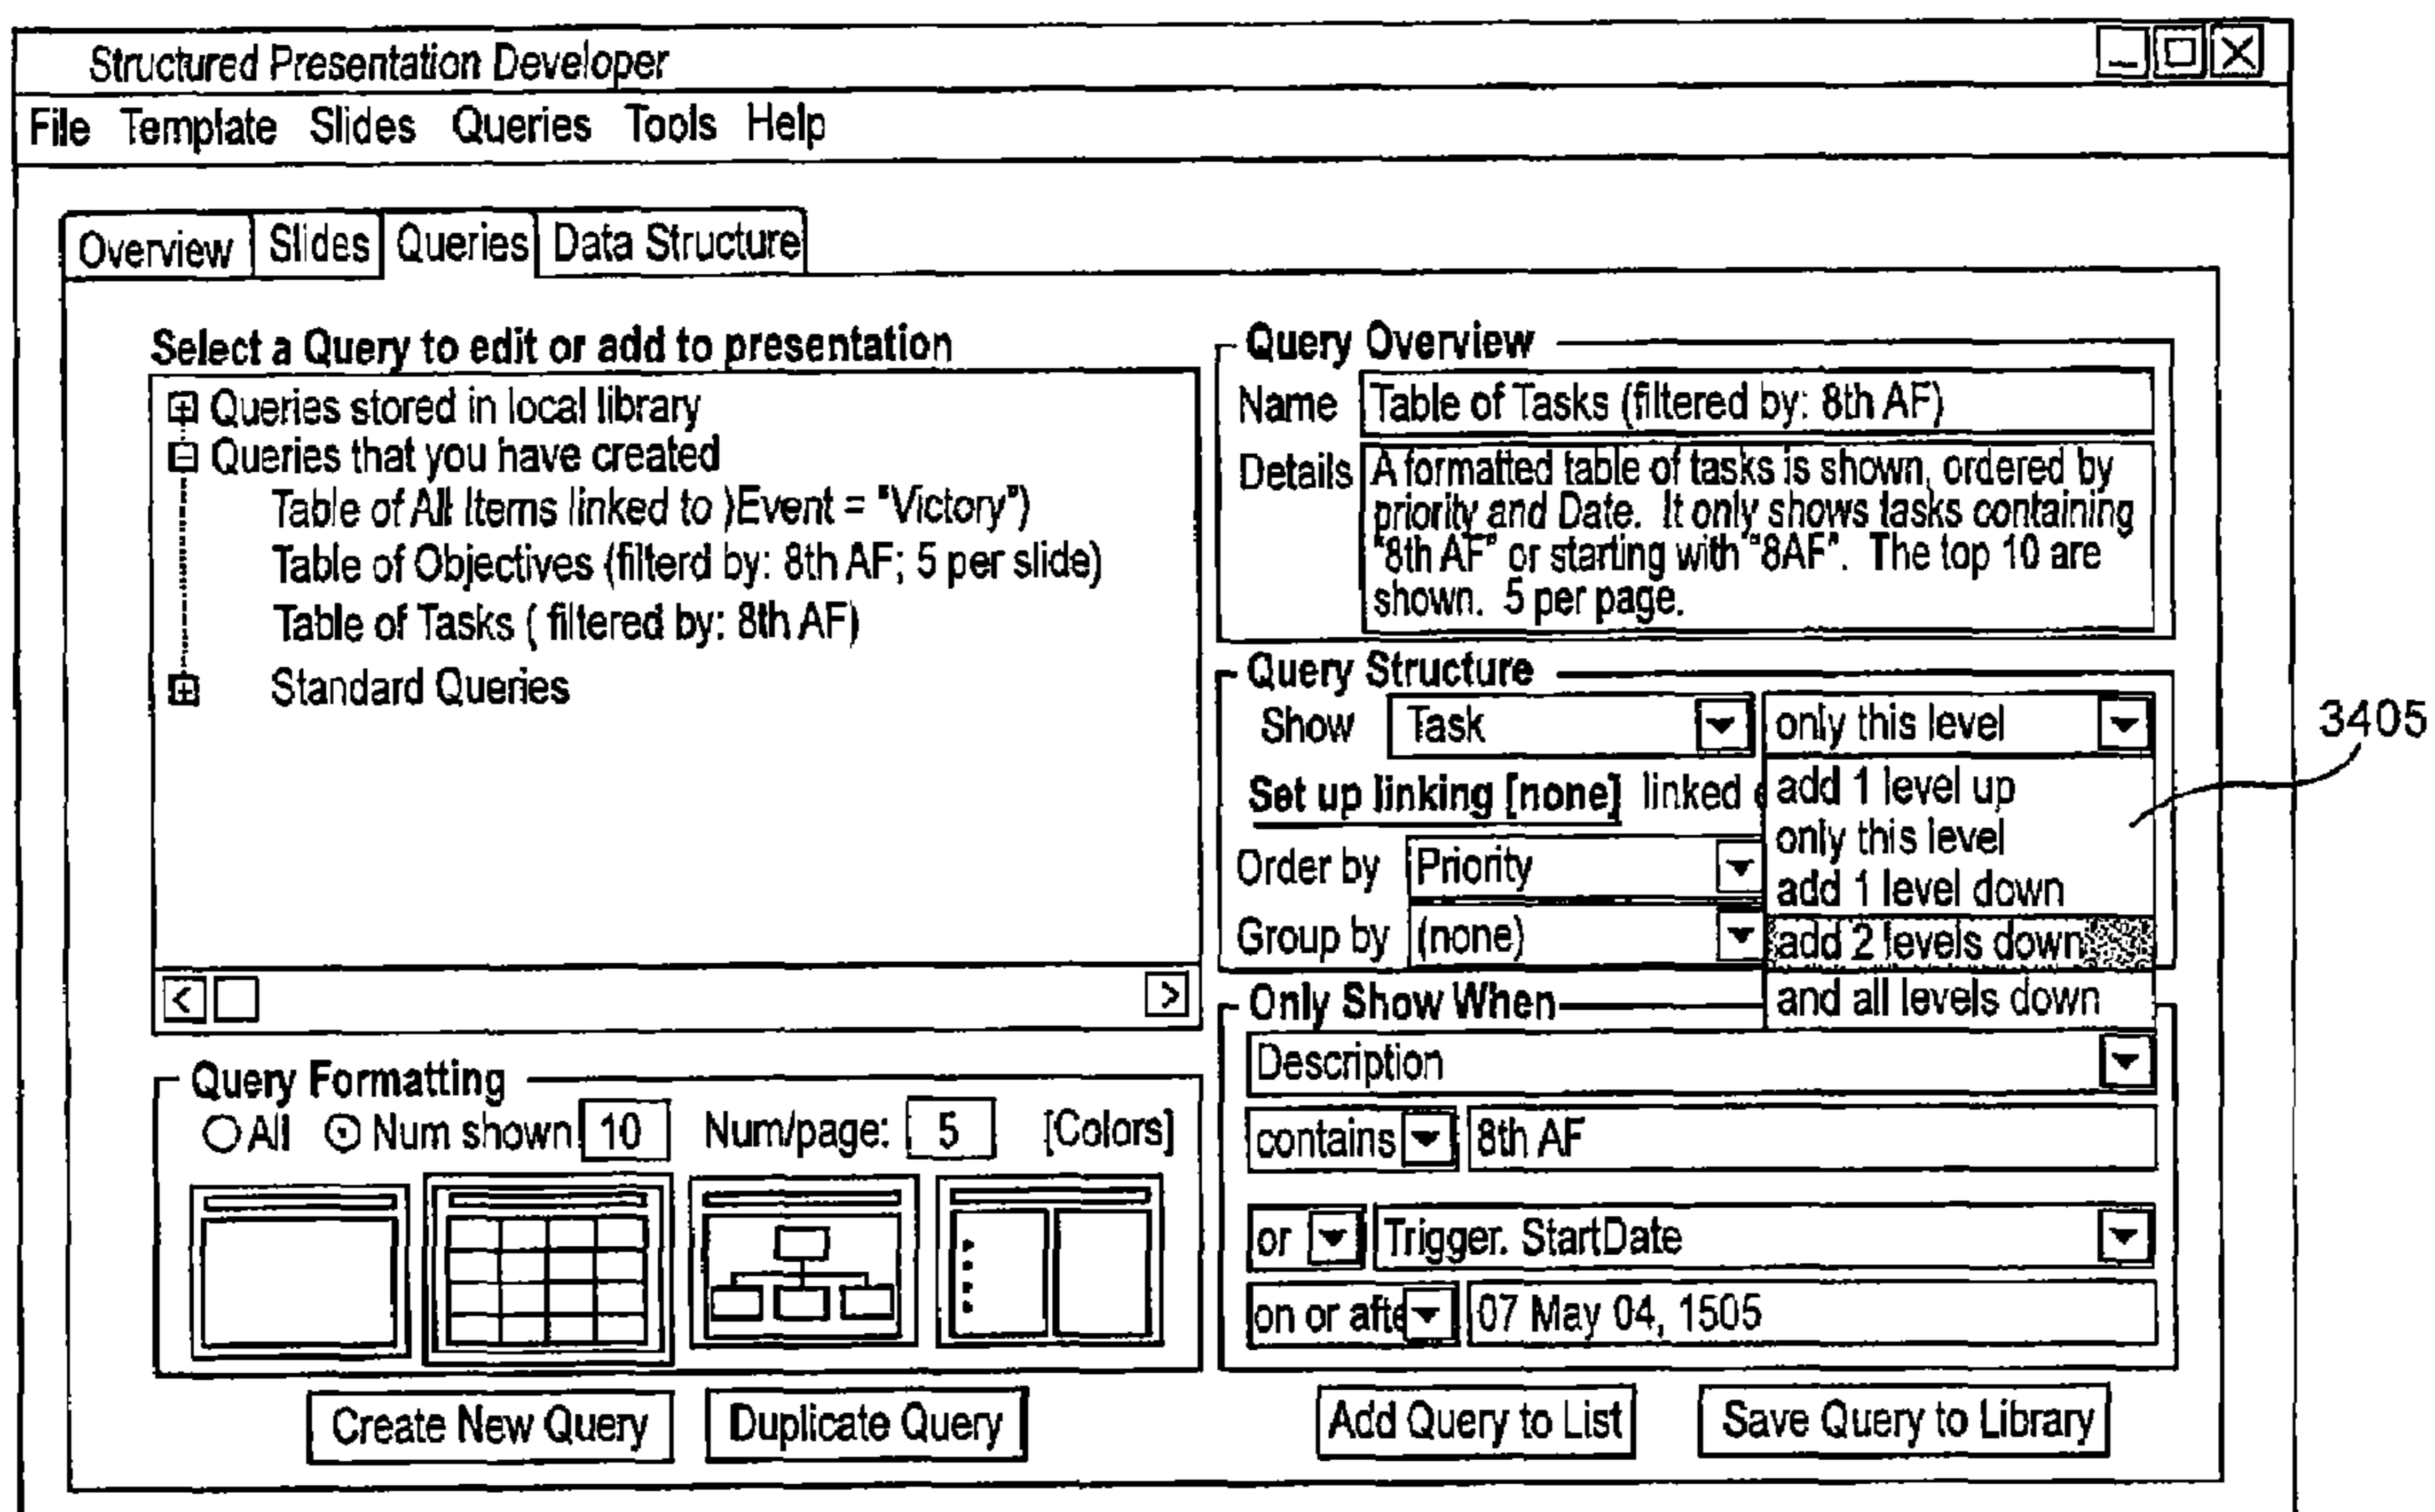 Structured Presentation Developer
File Template Slides Queries Tools Help
Overview Slides Queries Data Structure
Select a Query to edit or add to presentation
Queries stored in local library
Queries that you have created
Table of All Items linked to )Event = "Victory")
Table of Objectives (filterd by: 8th AF; 5 per slide)
Table of Tasks ( filtered by: 8th AF)
Standard Queries
Query Formatting
All Num shown 10 Num/page: 5 [Colors]
Create New Query Duplicate Query
Query Overview
Name Table of Tasks (filtered by: 8th AF)
Details A formatted table of tasks is shown, ordered by
priority and Date. It only shows tasks containing
"8th AF" or starting with "8AF". The top 10 are
shown. 5 per page.
Query Structure
Show Task only this level
Set up linking [none] linked
add 1 level up
only this level
add 1 level down
add 2 levels down
and all levels down
Order by Priority
Group by (none)
3405
Only Show When
Description
contains 8th AF
or Trigger. StartDate
on or afte 07 May 04, 1505
Add Query to List Save Query to Library